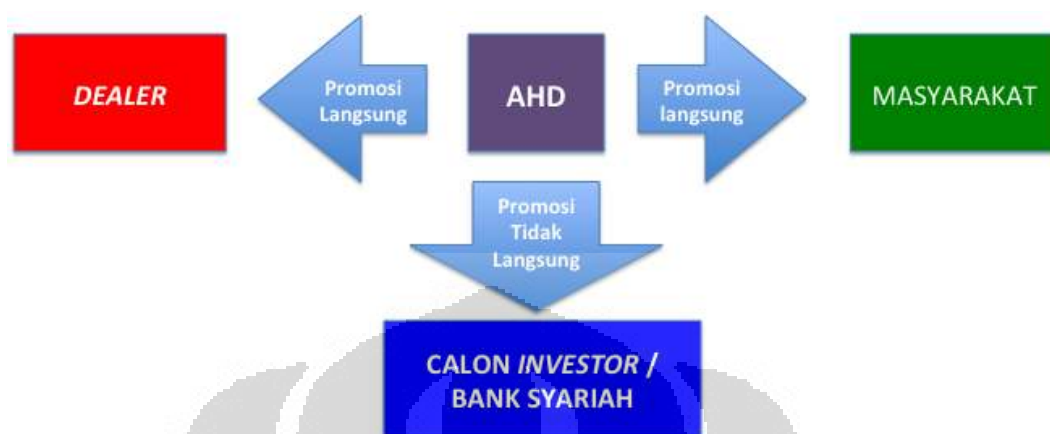 DEALER
Promosi
Langsung
AHD
Promosi
langsung
MASYARAKAT
Promosi
Tidak
Langsung
CALON INVESTOR /
BANK SYARIAH